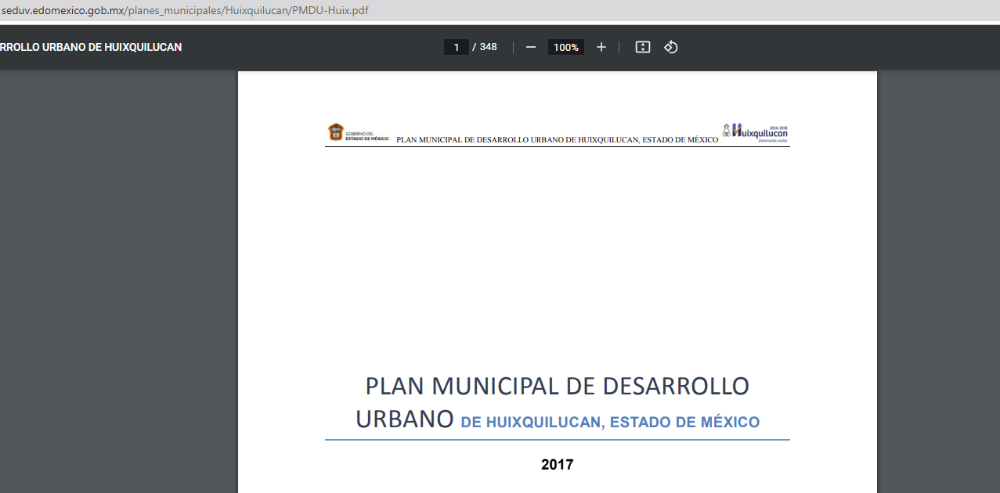 seduv.edomexico.gob.mx/planes_municipales/Huixquilucan/PMDU-Huix.pdf
RROLLO URBANO DE HUIXQUILUCAN
1 / 348
100%
GOBIERNO DEL
ESTADO DE MÉXICO
PLAN MUNICIPAL DE DESARROLLO URBANO DE HUIXQUILUCAN, ESTADO DE MÉXICO
2016-2018
Huixquilucan
Gobernando Juntos
PLAN MUNICIPAL DE DESARROLLO
URBANO DE HUIXQUILUCAN, ESTADO DE MÉXICO
2017